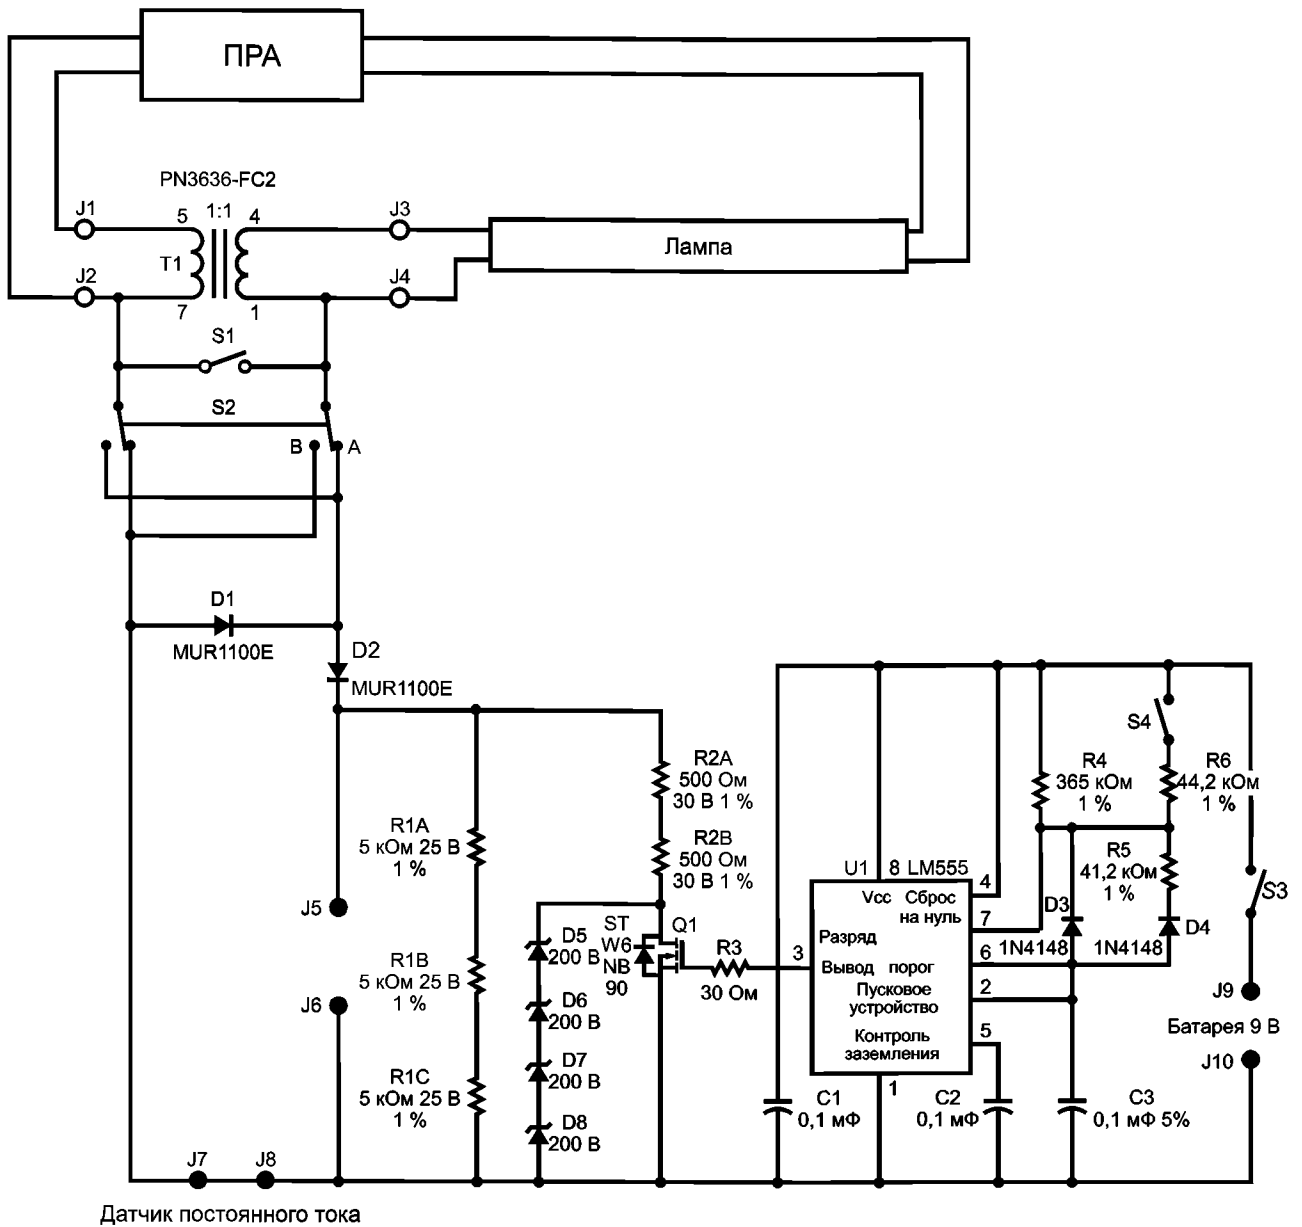 ПРА
PN3636-FC2
J1
5
1:1
4
J3
T1
Лампа
J2
7
1
J4
S1
S2
B
A
D1
MUR1100E
D2
MUR1100E
S4
R2A
500 Ом
30 В 1 %
R4
365 кОм
1 %
R6
44,2 кОм
1 %
R1A
5 кОм 25 В
1 %
R2B
500 Ом
30 В 1 %
R5
41,2 кОм
1 %
U1
8
LM555
4
S3
Vcc
Сброс
на нуль
7
J5
ST
W6
NB
90
Q1
D3
D4
1N4148
1N4148
Разряд
D5
200 В
R3
30 Ом
3
Вывод
порог
6
R1B
5 кОм 25 В
1 %
Пусковое
устройство
2
J9
J6
D6
200 В
Батарея 9 В
Контроль
заземления
5
J10
D7
200 В
1
R1C
5 кОм 25 В
1 %
C1
0,1 мФ
C2
0,1 мФ
C3
0,1 мФ 5%
D8
200 В
J7
J8
Датчик постоянного тока